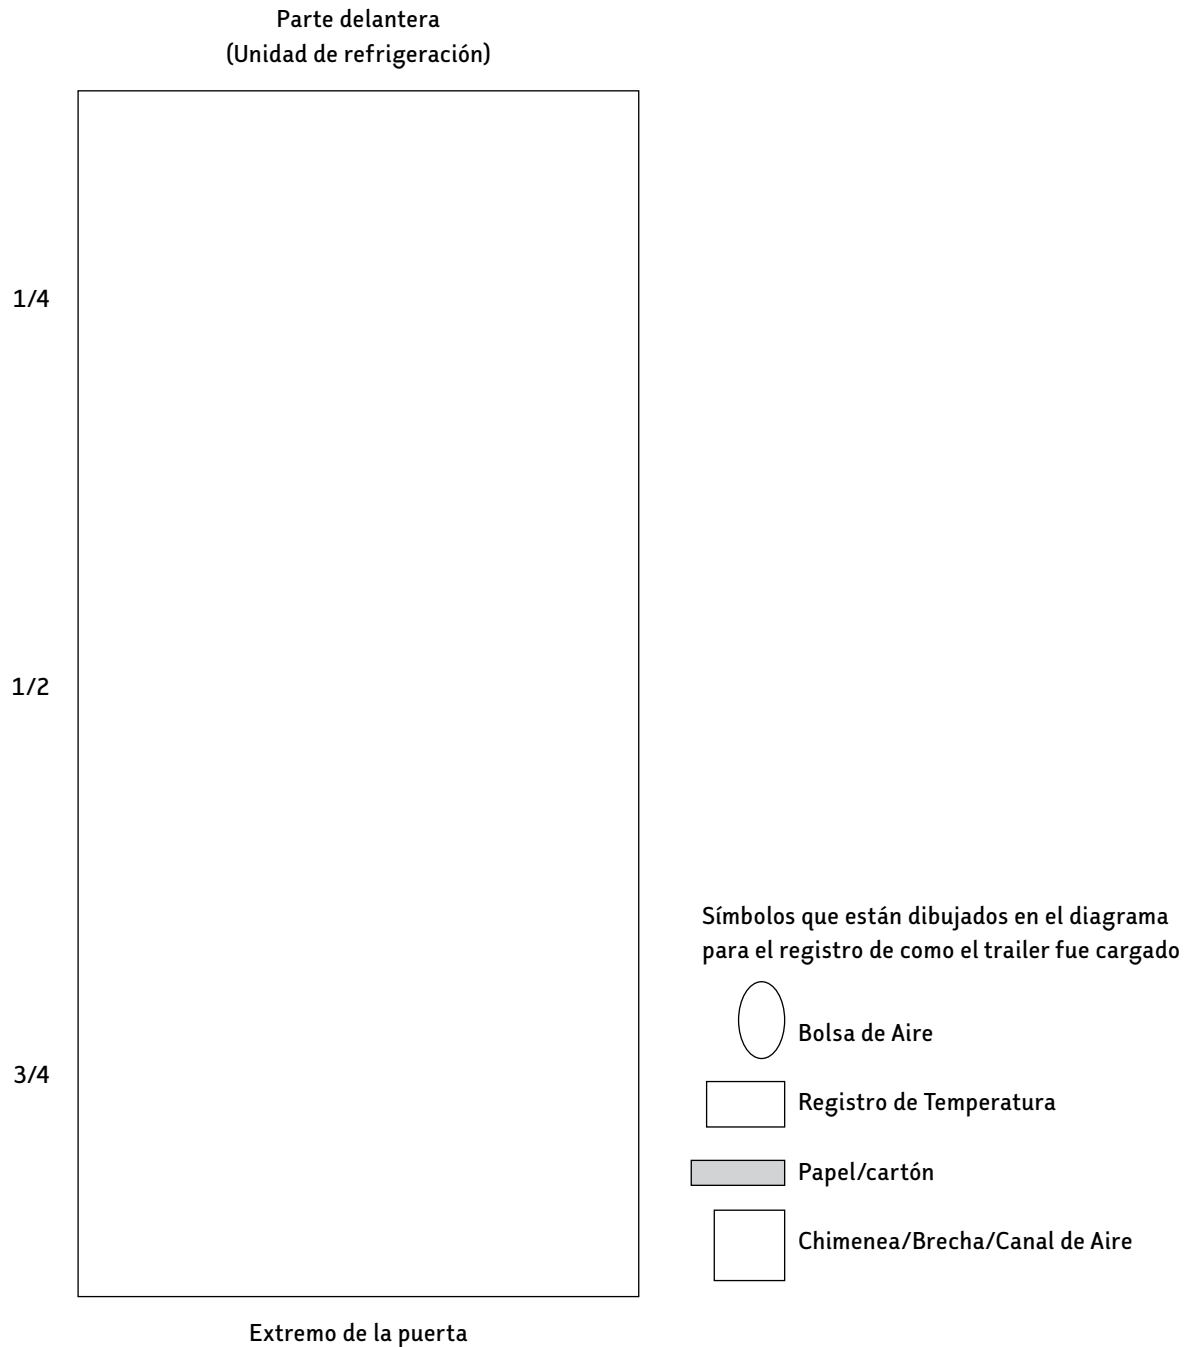 Parte delantera
(Unidad de refrigeración)
1/4
1/2
3/4
Símbolos que están dibujados en el diagrama
para el registro de como el trailer fue cargado
Bolsa de Aire
Registro de Temperatura
Papel/cartón
Chimenea/Brecha/Canal de Aire
Extremo de la puerta